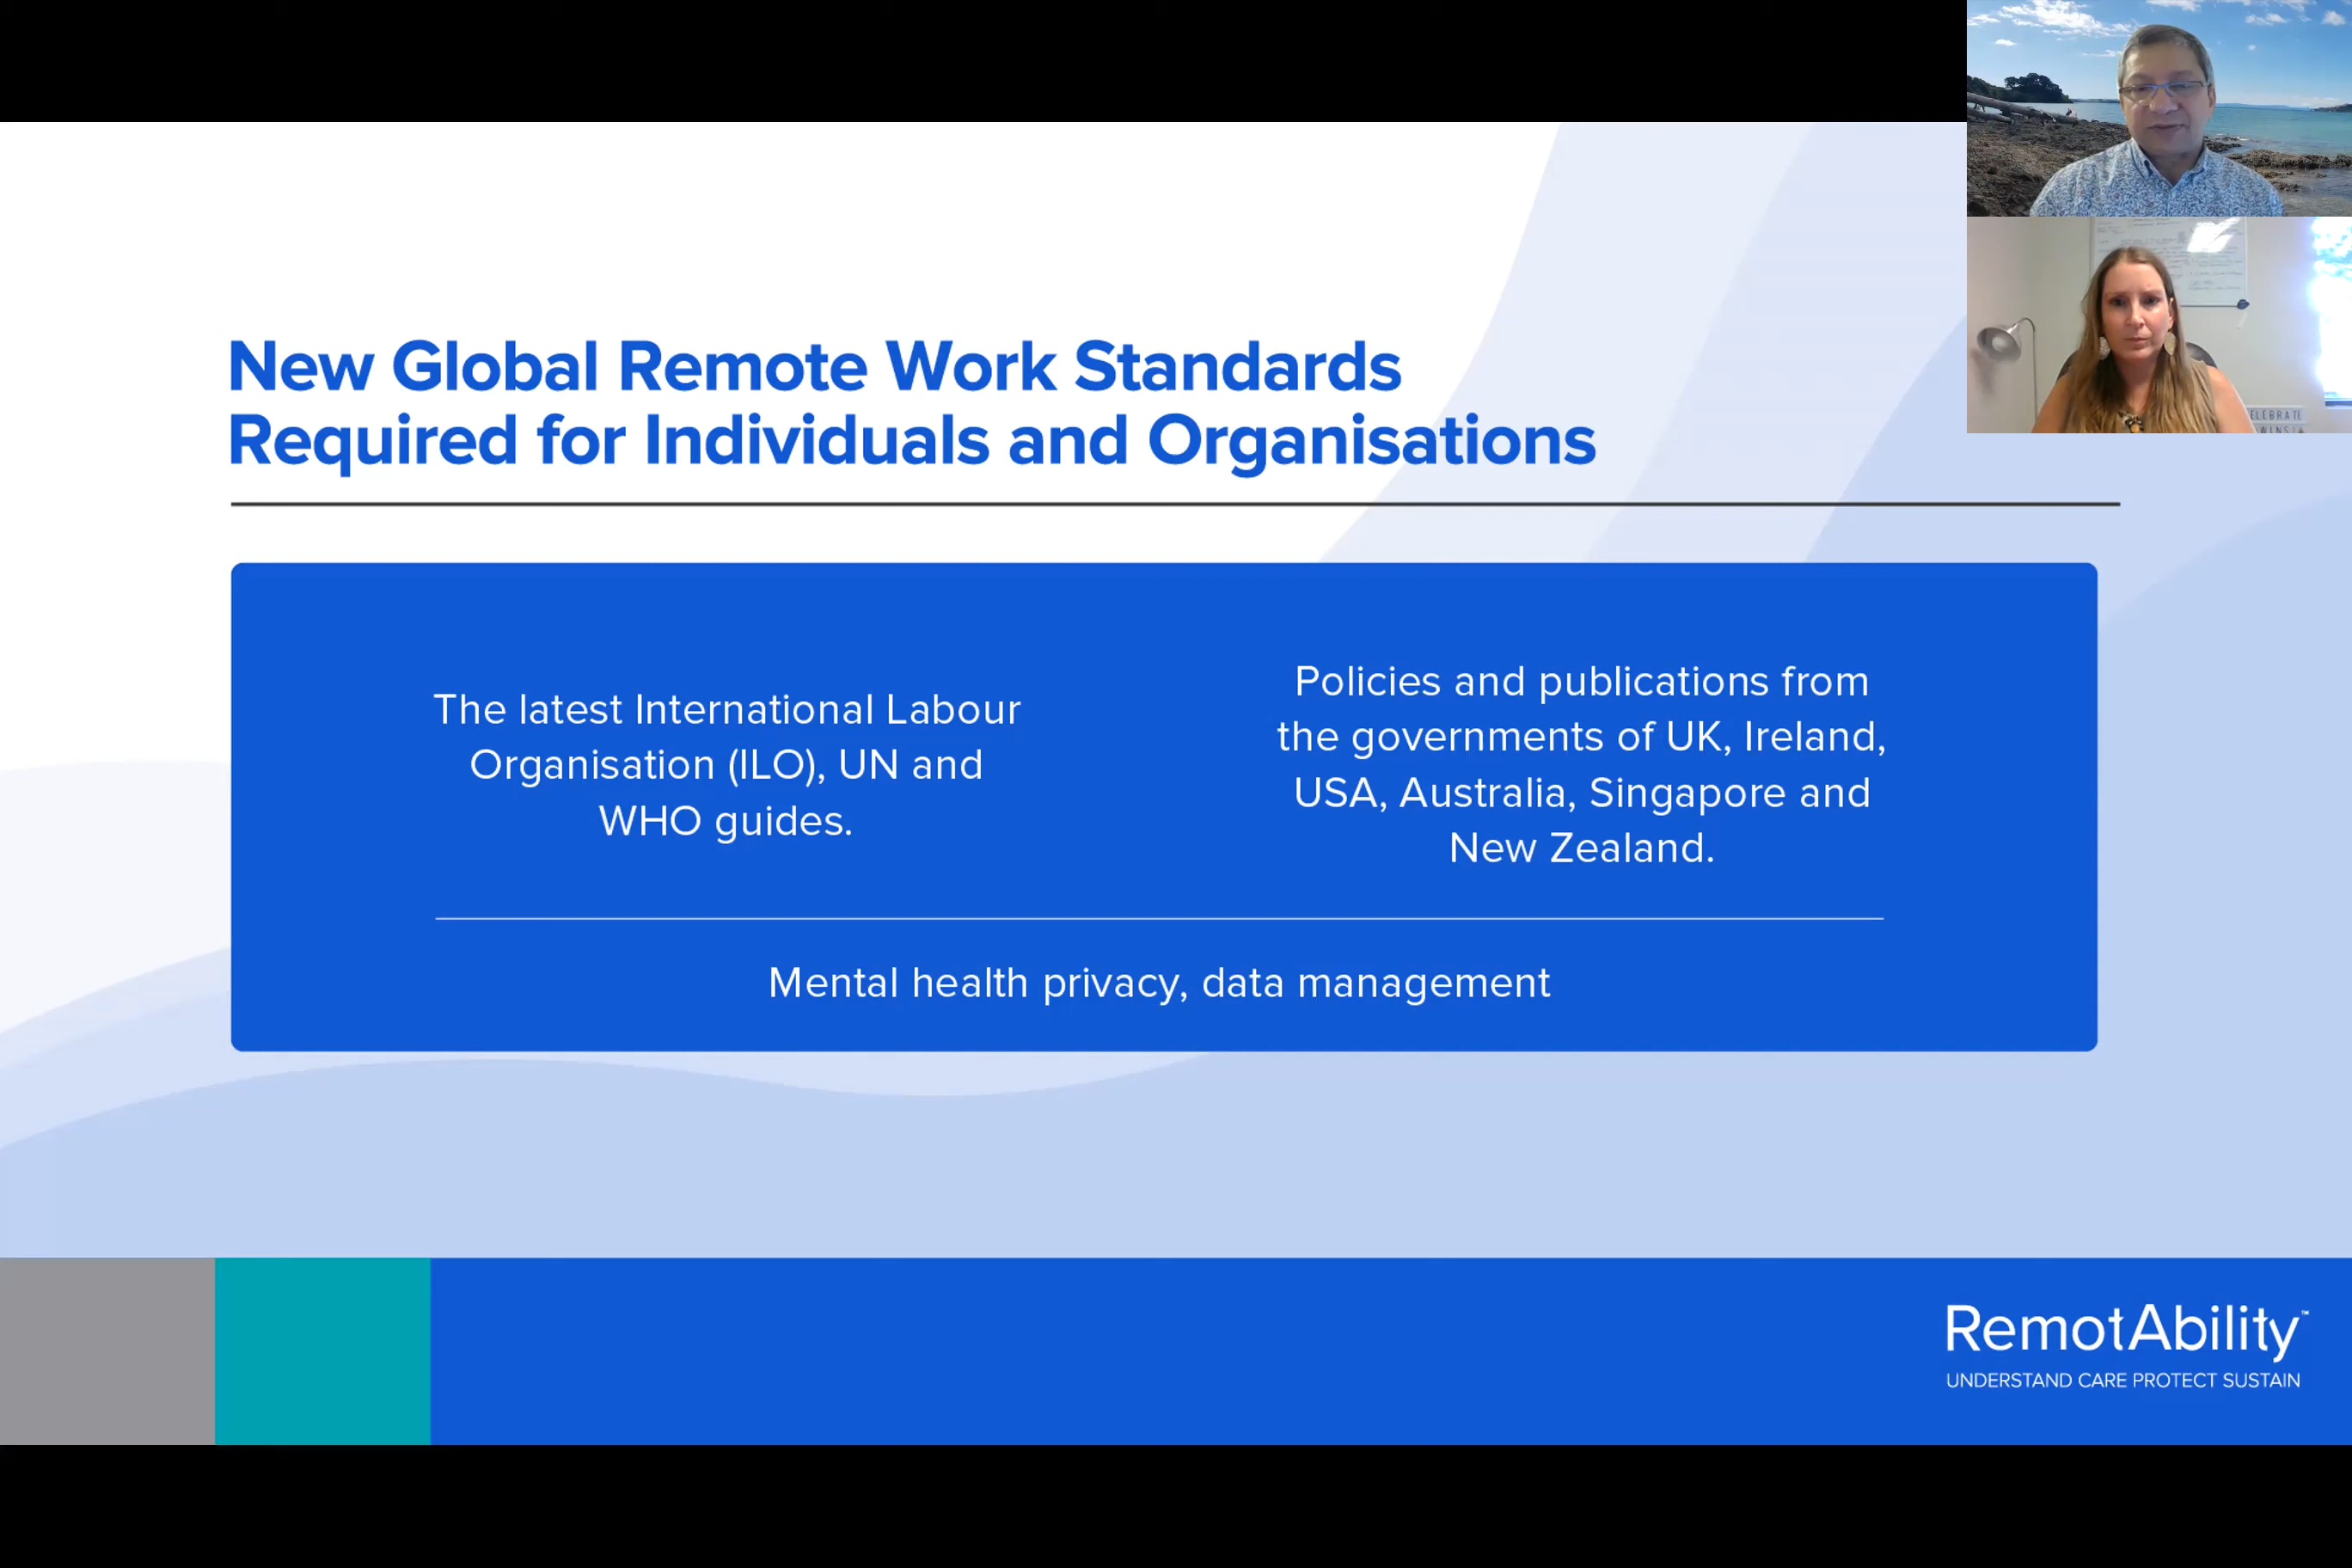 New Global Remote Work Standards
Required for Individuals and Organisations
The latest International Labour
Organisation (ILO), UN and
WHO guides.
Policies and publications from
the governments of UK, Ireland,
USA, Australia, Singapore and
New Zealand.
Mental health privacy, data management
RemotAbility™
UNDERSTAND CARE PROTECT SUSTAIN